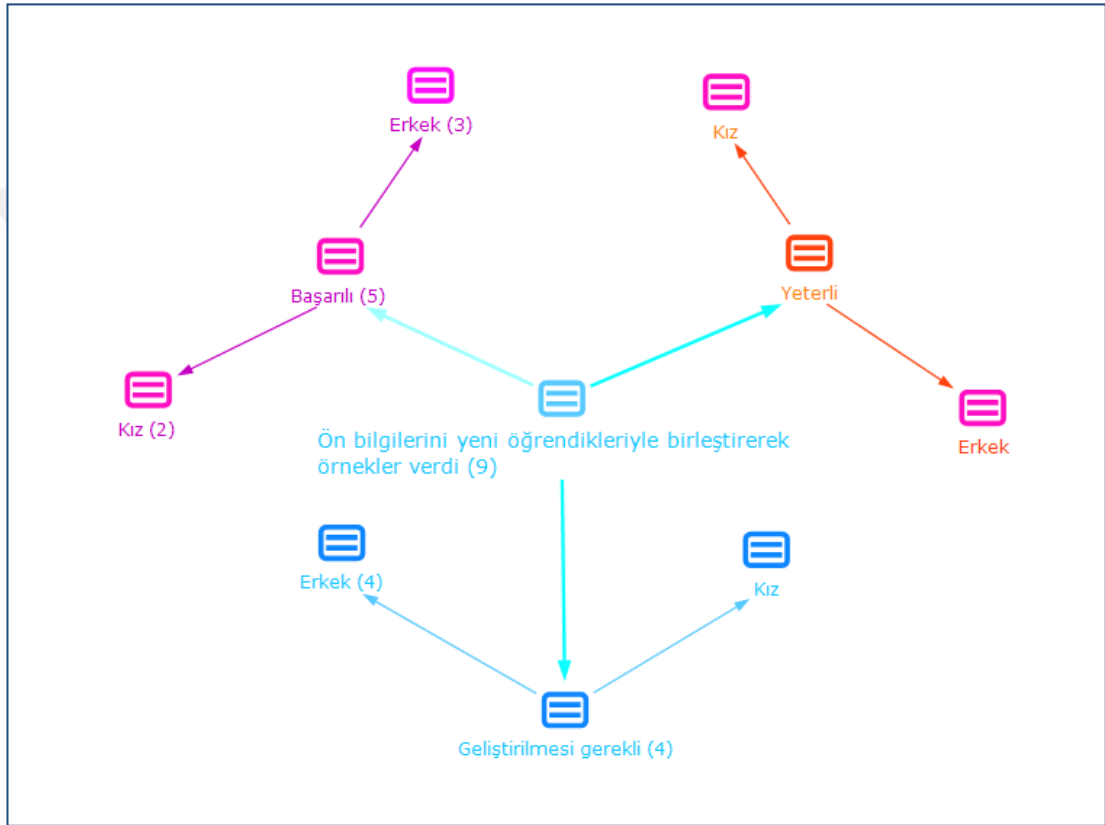 Erkek (3)
Kız
Başarılı (5)
Yeterli
Kız (2)
Erkek
Ön bilgilerini yeni öğrendikleriyle birleştirerek
örnekler verdi (9)
Erkek (4)
Kız
Geliştirilmesi gerekli (4)